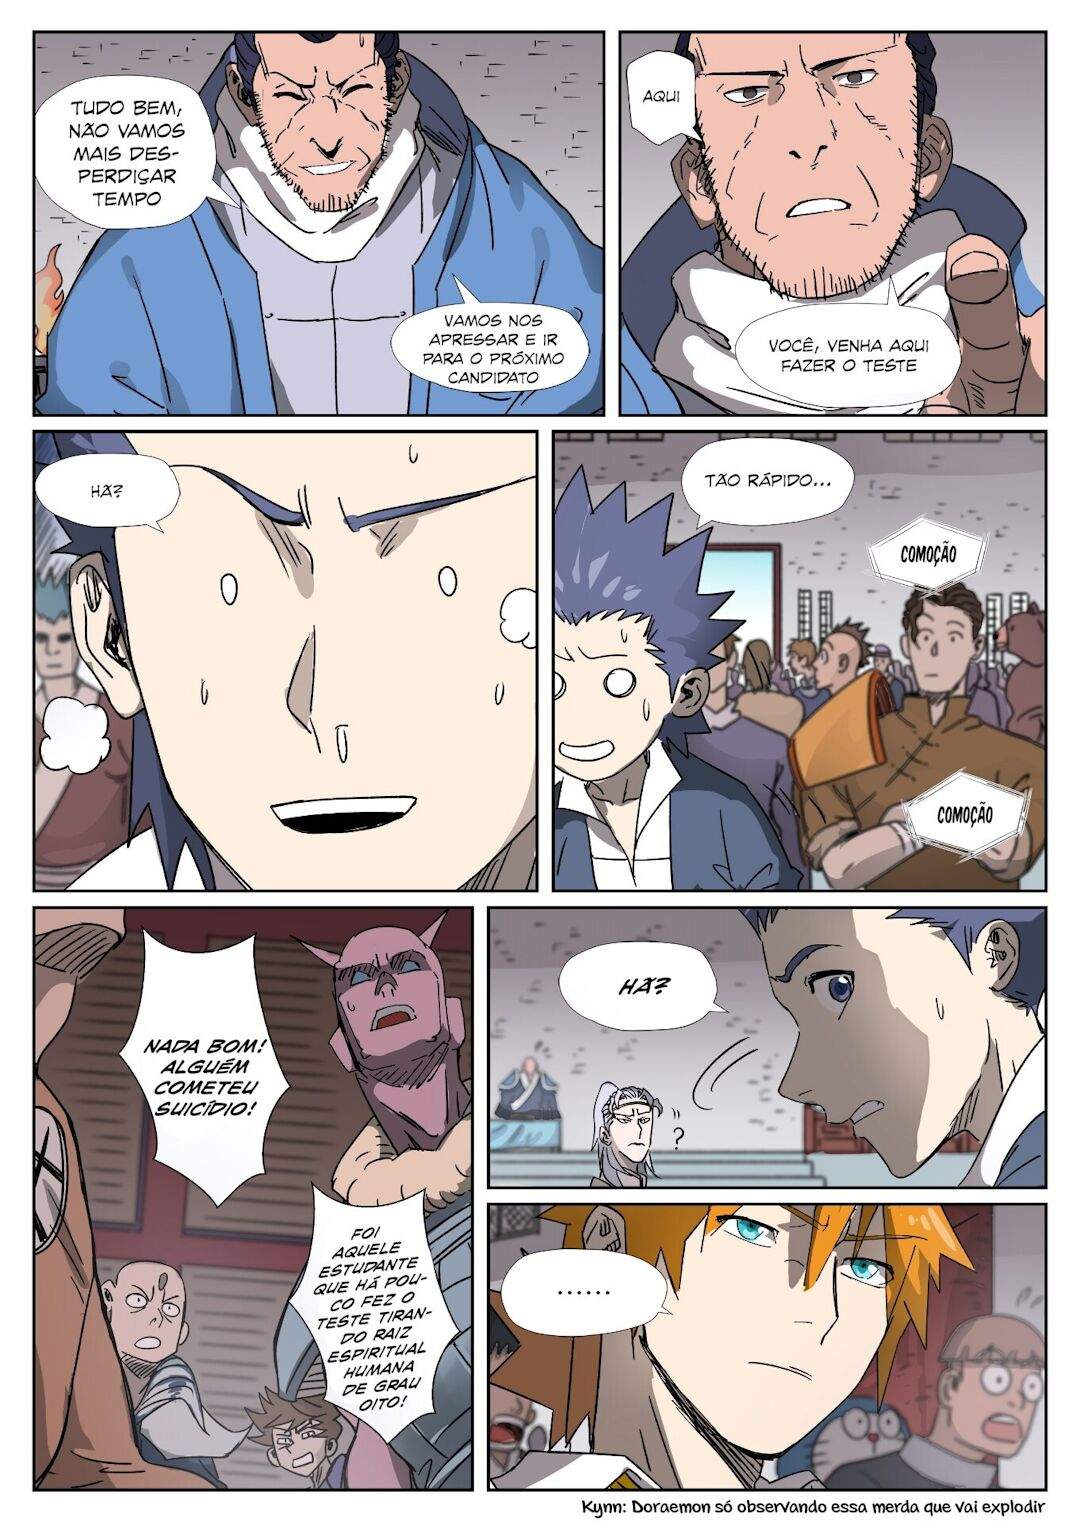 TUDO BEM,
NÃO VAMOS
MAIS DES-
PERDIÇAR
TEMPO
VAMOS NOS
APRESSAR E IR
PARA O PRÓXIMO
CANDIDATO
AQUI
VOCÊ, VENHA AQUI
FAZER O TESTE
HÃ?
TÃO RÁPIDO...
COMOÇÃO
COMOÇÃO
NADA BOM!
ALGUÉM
COMETEU
SUICÍDIO!
FOI
AQUELE
ESTUDANTE
QUE HÁ POU-
CO FEZ O
TESTE TIRAN-
DO RAIZ
ESPIRITUAL
HUMANA
DE GRAU
OITO!
HÃ?
?
......
Kynn: Doraemon só observando essa merda que vai explodir